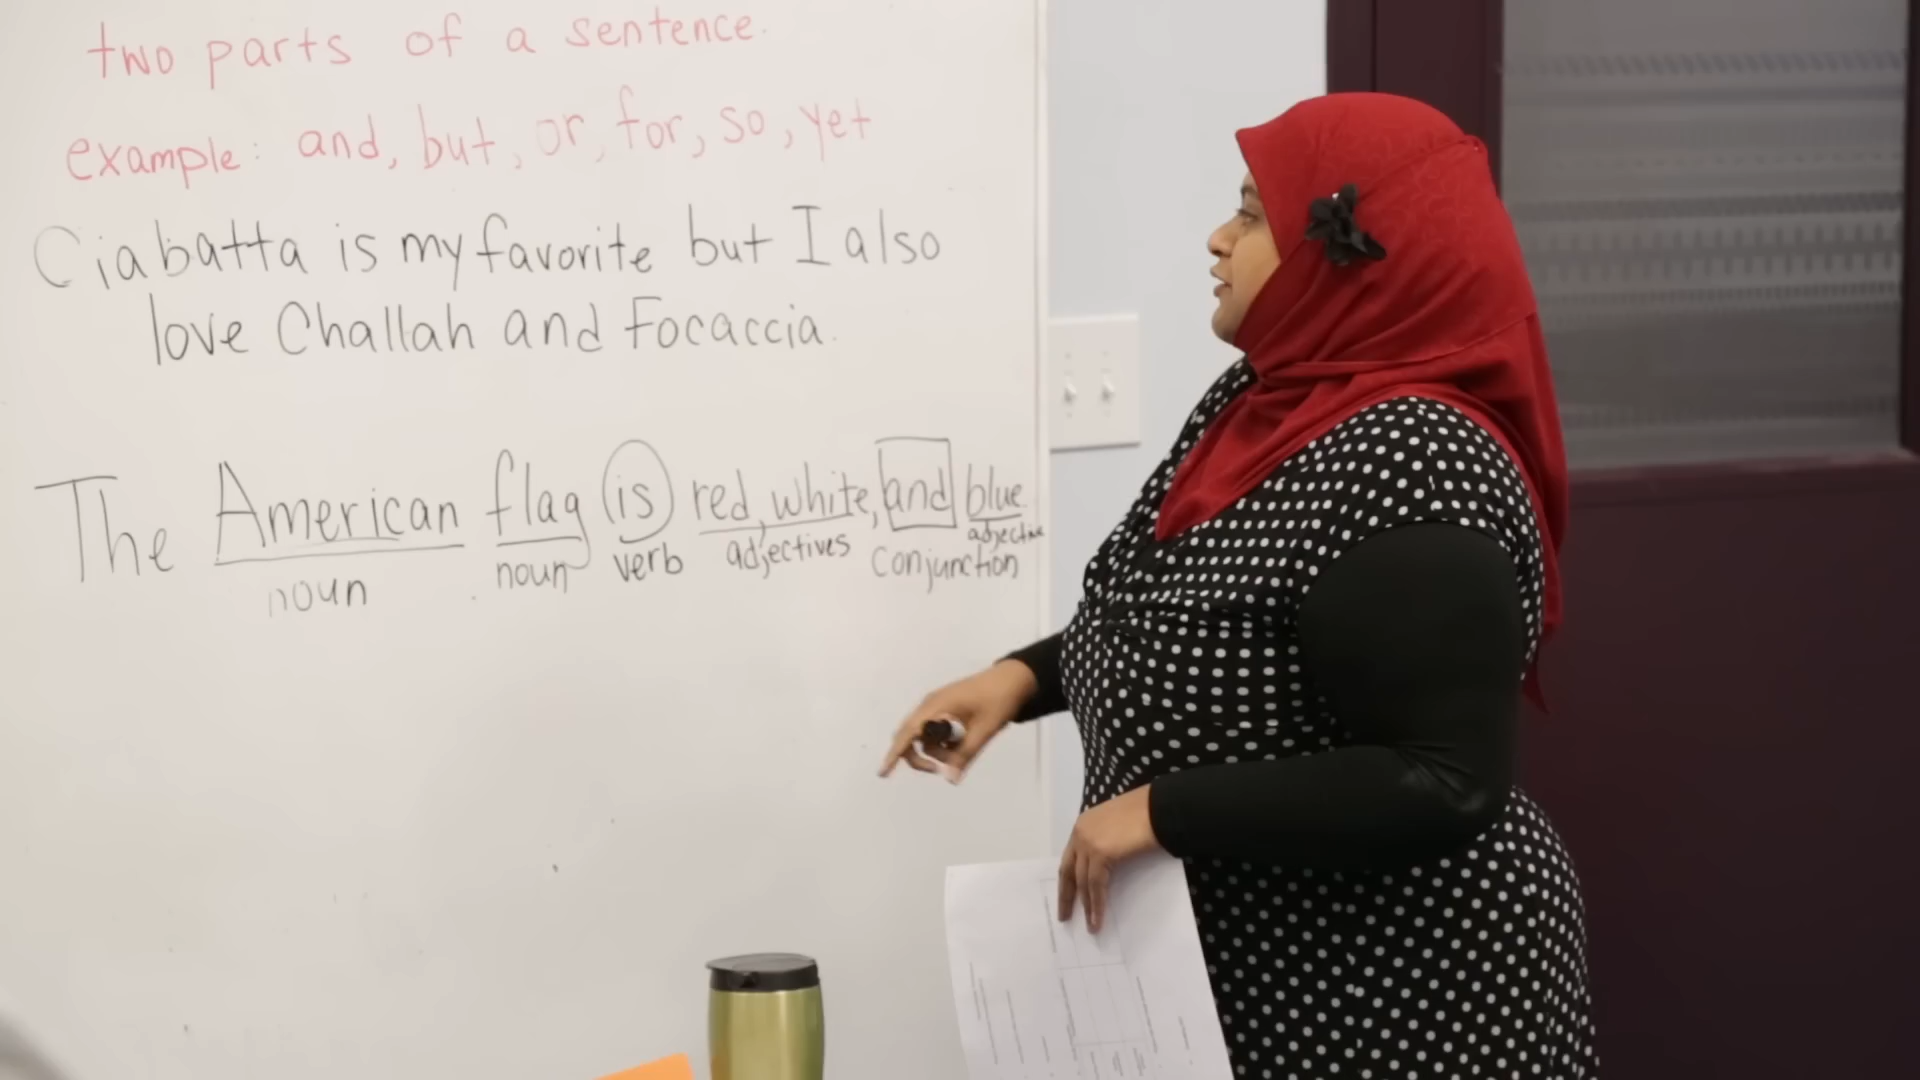 two parts of a sentence.
example: and, but, or, for, so, yet
Ciabatta is my favorite but I also
love Challah and Focaccia.
The American flag is red, white, and blue.
noun noun verb adjectives conjunction adjective